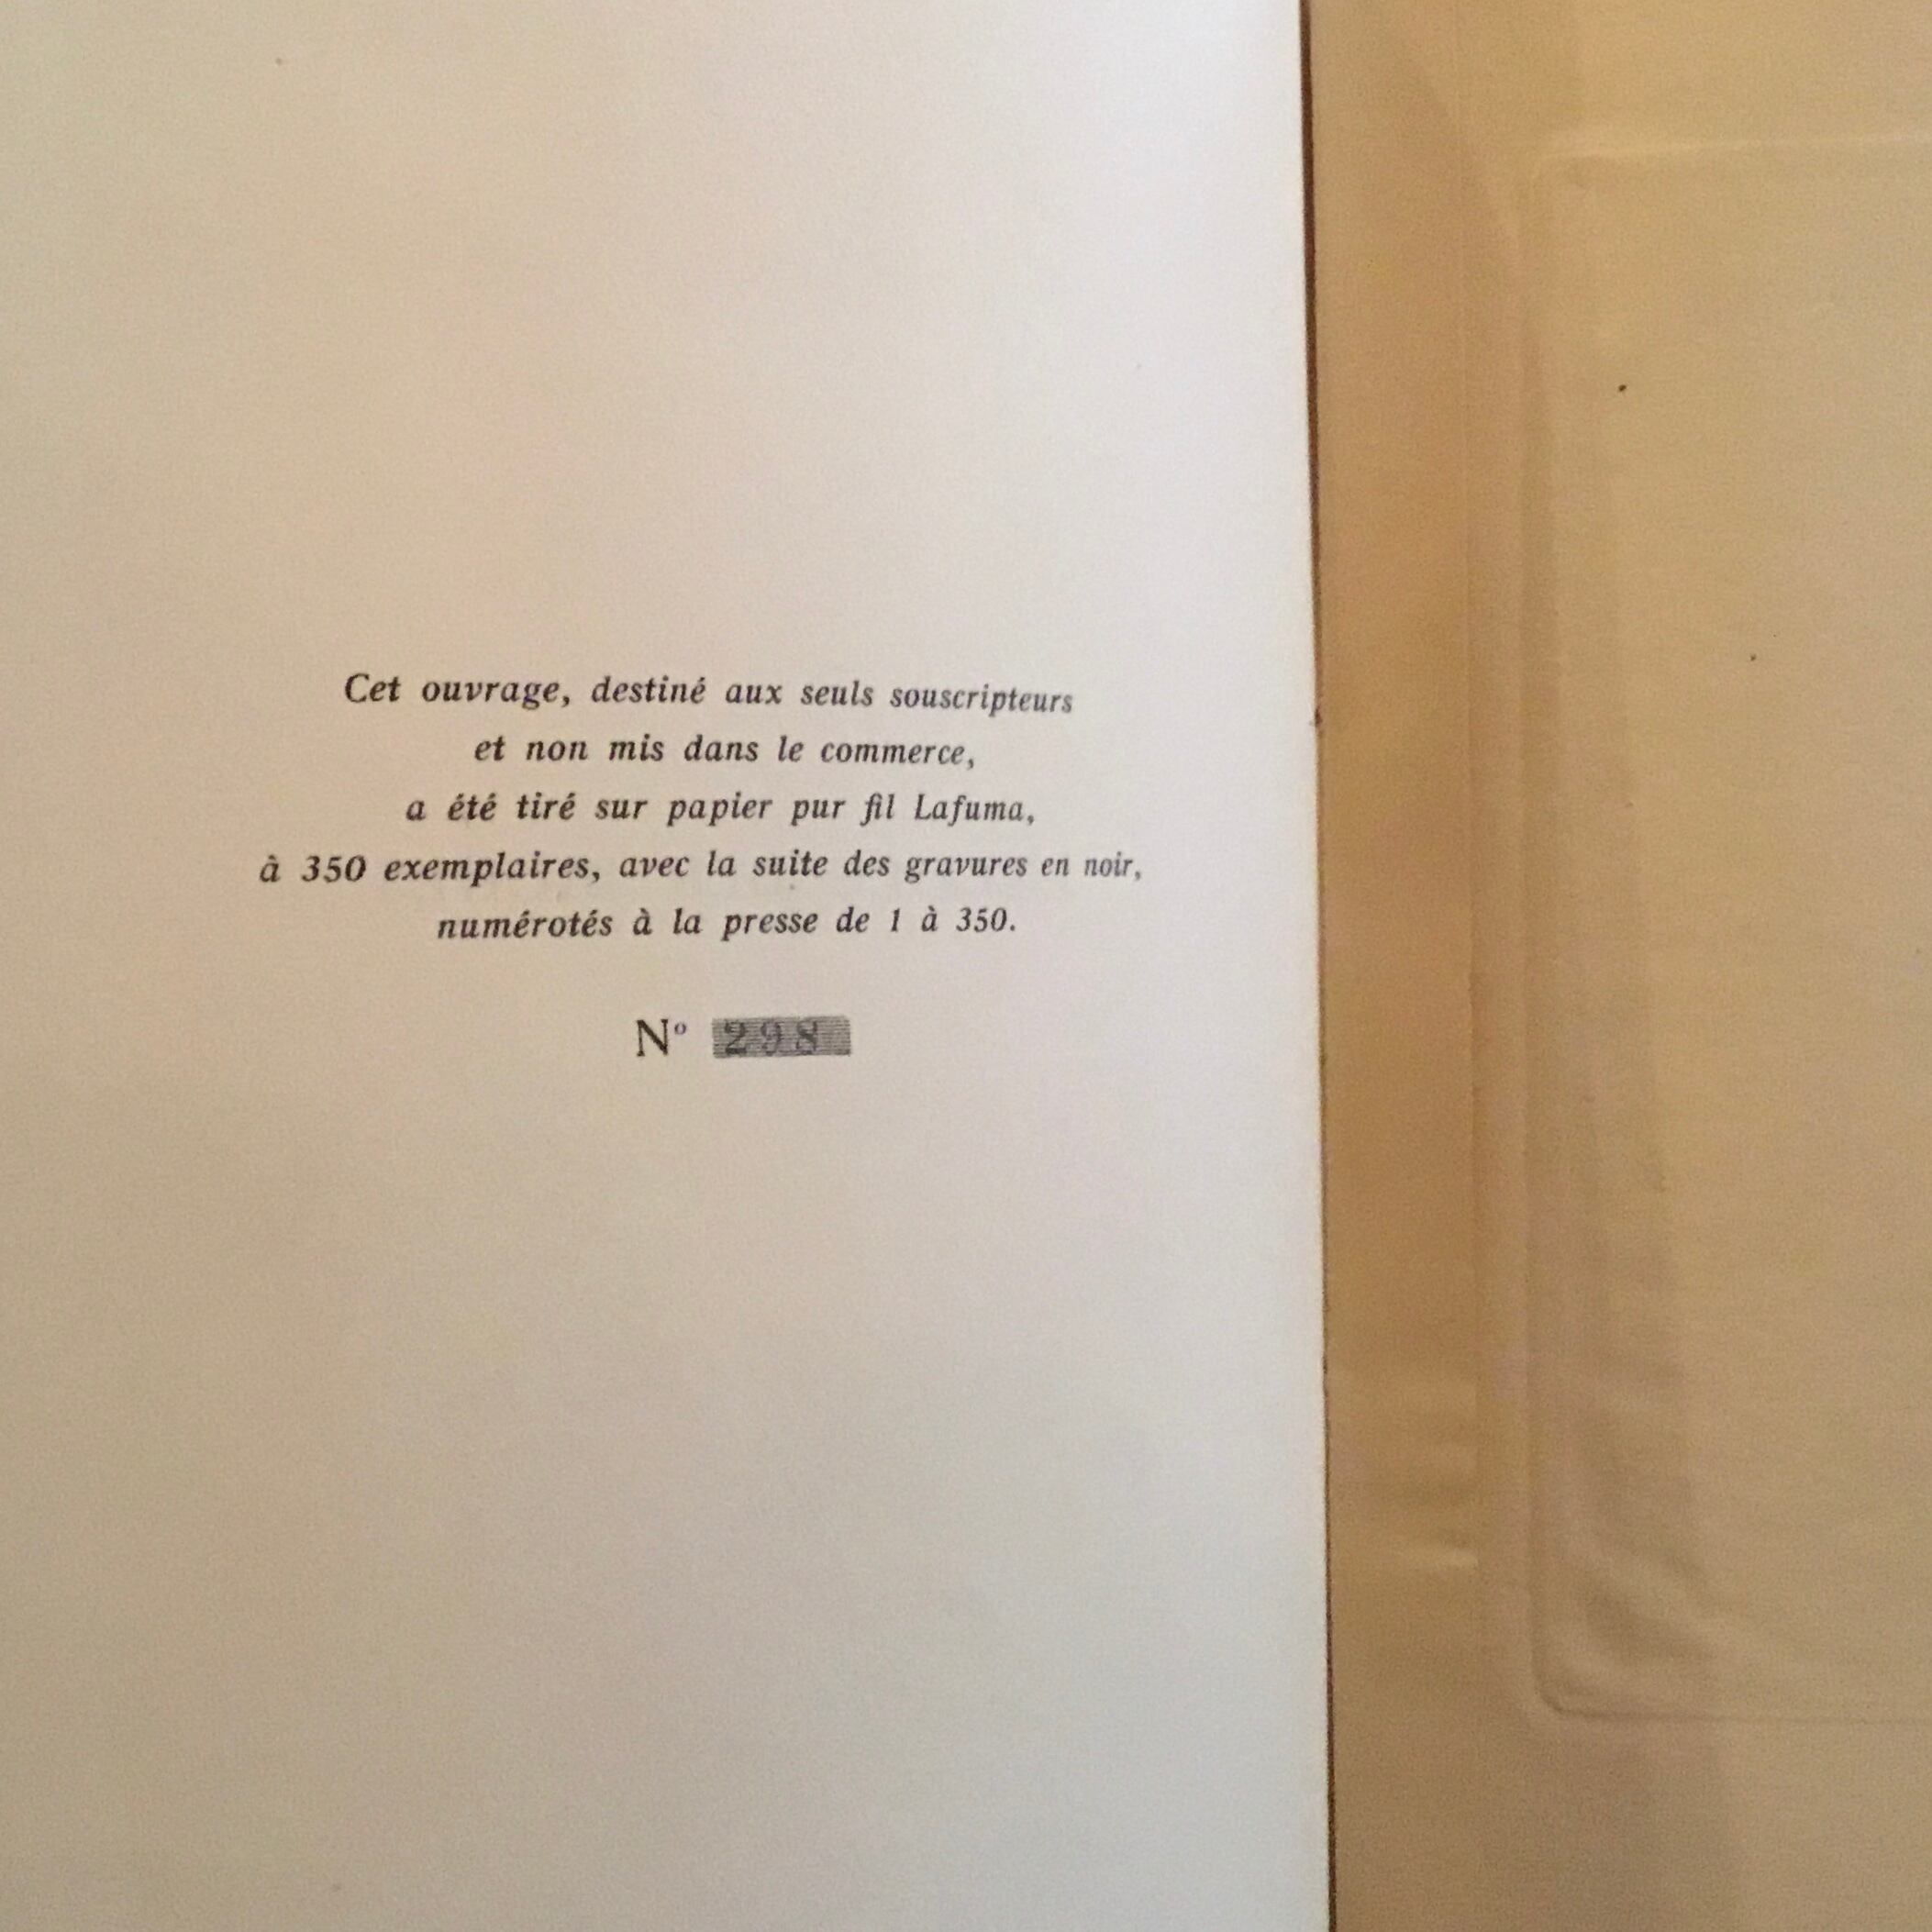 Cet ouvrage, destiné aux seuls souscripteurs
et non mis dans le commerce,
a été tiré sur papier pur fil Lafuma,
à 350 exemplaires, avec la suite des gravures en noir,
numérotés à la presse de 1 à 350.
Nº 298